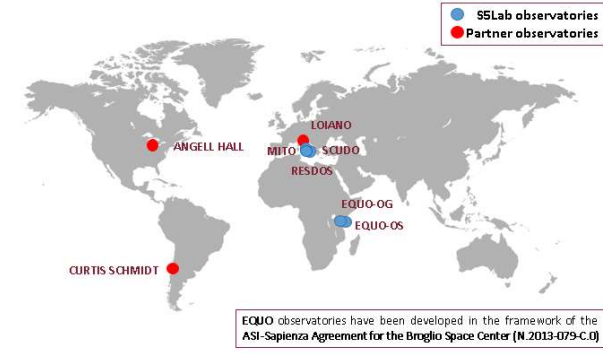 S5Lab observatories
Partner observatories
LOIANO
ANGELL HALL
MITO
SCUDO
RESDOS
EQUO-OG
EQUO-OS
CURTIS SCHMIDT
EQUO observatories have been developed in the framework of the
ASI-Sapienza Agreement for the Broglio Space Center (N.2013-079-C.0)